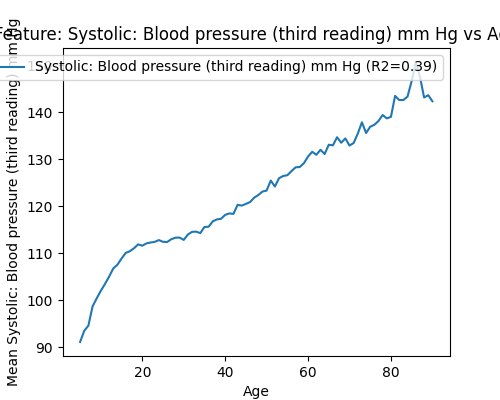 Feature: Systolic: Blood pressure (third reading) mm Hg vs Ag
Systolic: Blood pressure (third reading) mm Hg (R2=0.39)
Mean Systolic: Blood pressure (third reading) mm Hg
140
130
120
110
100
90
20
40
60
80
Age